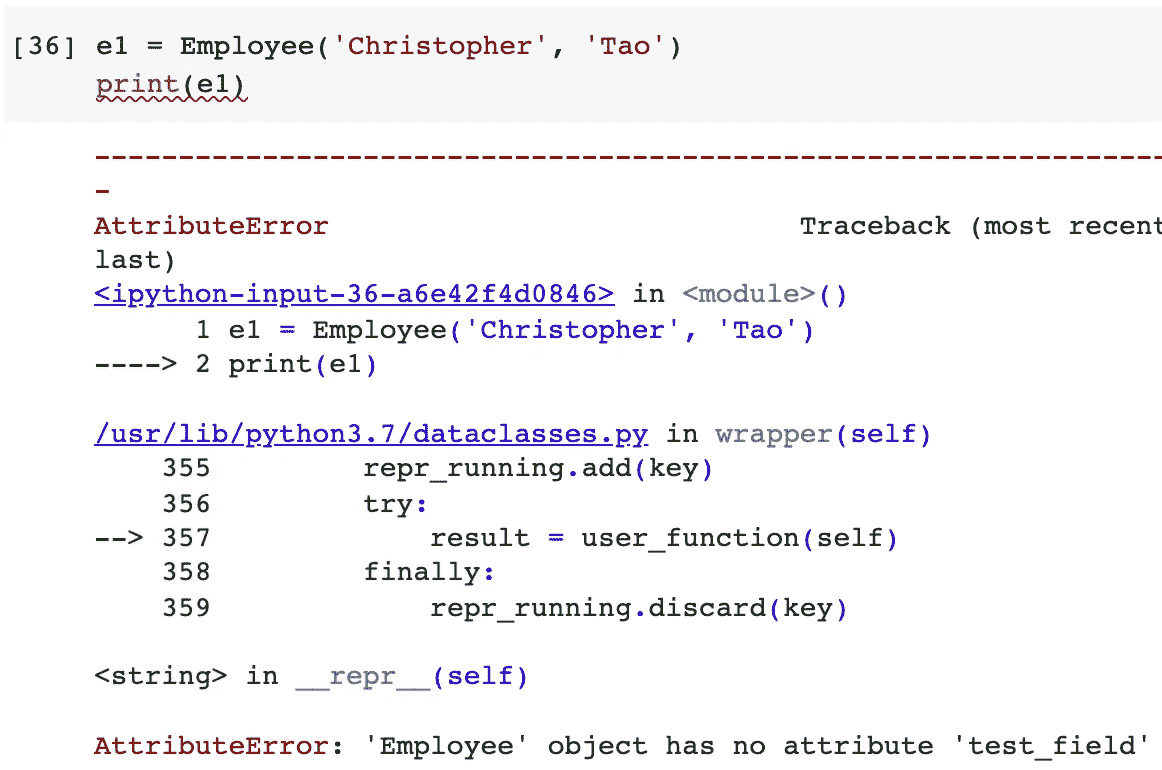 [36] e1 = Employee('Christopher', 'Tao')
print(e1)
---------------------------------------------------------------
-
AttributeError                            Traceback (most recent
last)
<ipython-input-36-a6e42f4d0846> in <module>()
      1 e1 = Employee('Christopher', 'Tao')
----> 2 print(e1)
/usr/lib/python3.7/dataclasses.py in wrapper(self)
    355         repr_running.add(key)
    356         try:
--> 357             result = user_function(self)
    358         finally:
    359             repr_running.discard(key)
<string> in __repr__(self)
AttributeError: 'Employee' object has no attribute 'test_field'